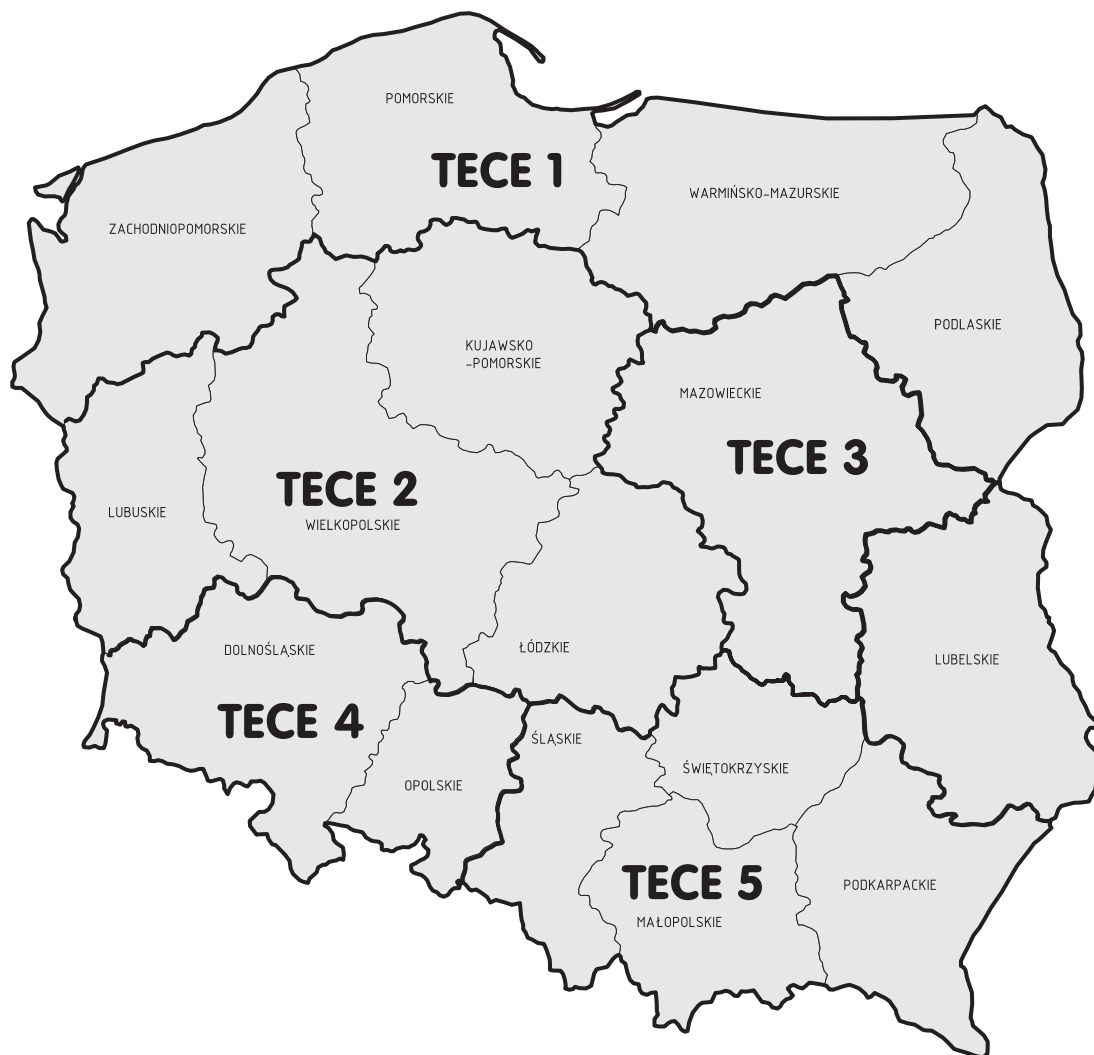 POMORSKIE
TECE 1
WARMIŃSKO-MAZURSKIE
ZACHODNIOPOMORSKIE
PODLASKIE
KUJAWSKO
-POMORSKIE
MAZOWIECKIE
TECE 3
TECE 2
LUBUSKIE
WIELKOPOLSKIE
DOLNOŚLĄSKIE
ŁÓDZKIE
LUBELSKIE
TECE 4
ŚLĄSKIE
ŚWIĘTOKRZYSKIE
OPOLSKIE
TECE 5
PODKARPACKIE
MAŁOPOLSKIE